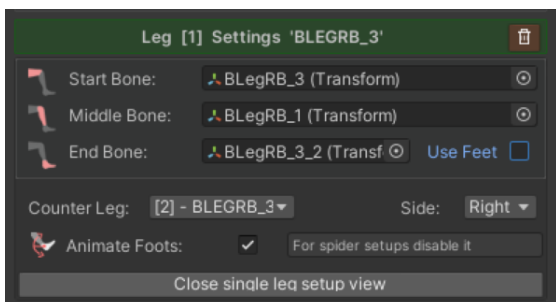 Leg [1] Settings 'BLEGRB_3'
Start Bone: BLegRB_3 (Transform)
Middle Bone: BLegRB_1 (Transform)
End Bone: BLegRB_3_2 (Transf Use Feet
Counter Leg: [2] - BLEGRB_3 Side: Right
Animate Foots: For spider setups disable it
Close single leg setup view